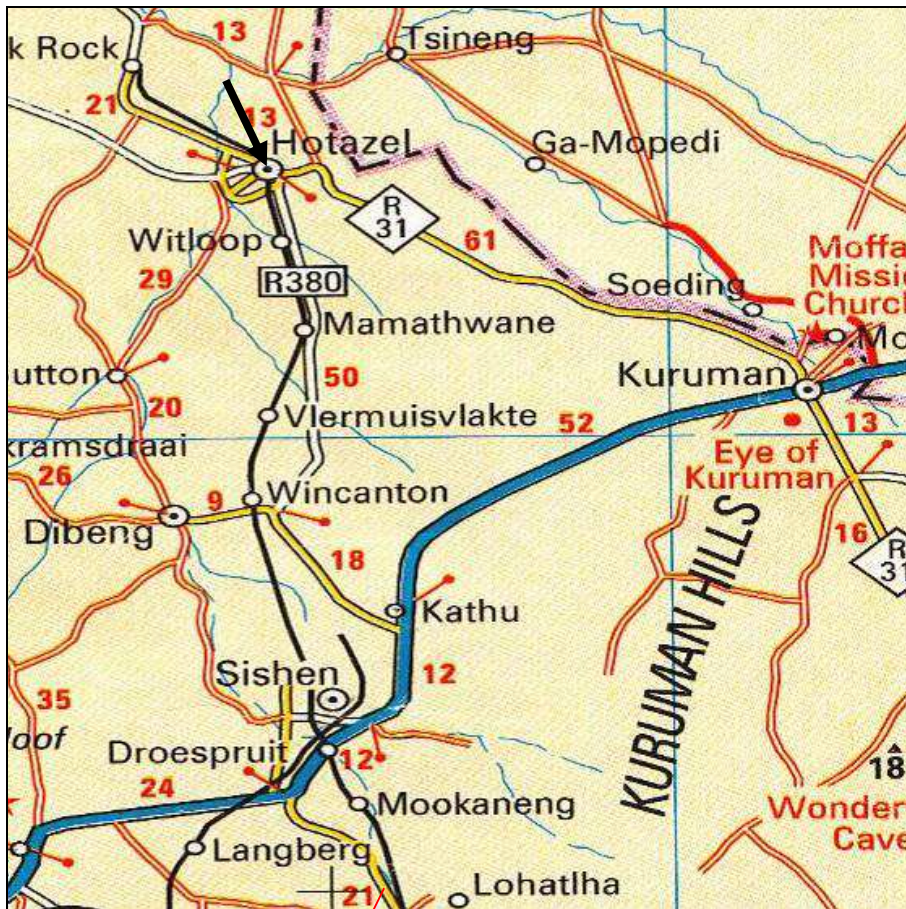 13
Tsineng
k Rock
21
13
Hotazel
Ga-Mopedi
R
31
Witloop
61
Moffa
Missio
Church
29
R380
Soeding
Mamathwane
Mo
utton
50
Kuruman
20
Vlermuisvlakte
52
13
kramsdraai
Eye of
Kuruman
26
9
Wincanton
Dibeng
18
16
R
31
Kathu
KURUMAN HILLS
Sishen
12
35
loof
Droespruit
12
18
24
Mookaneng
Wonder
Cave
Langberg
21
Lohatlha